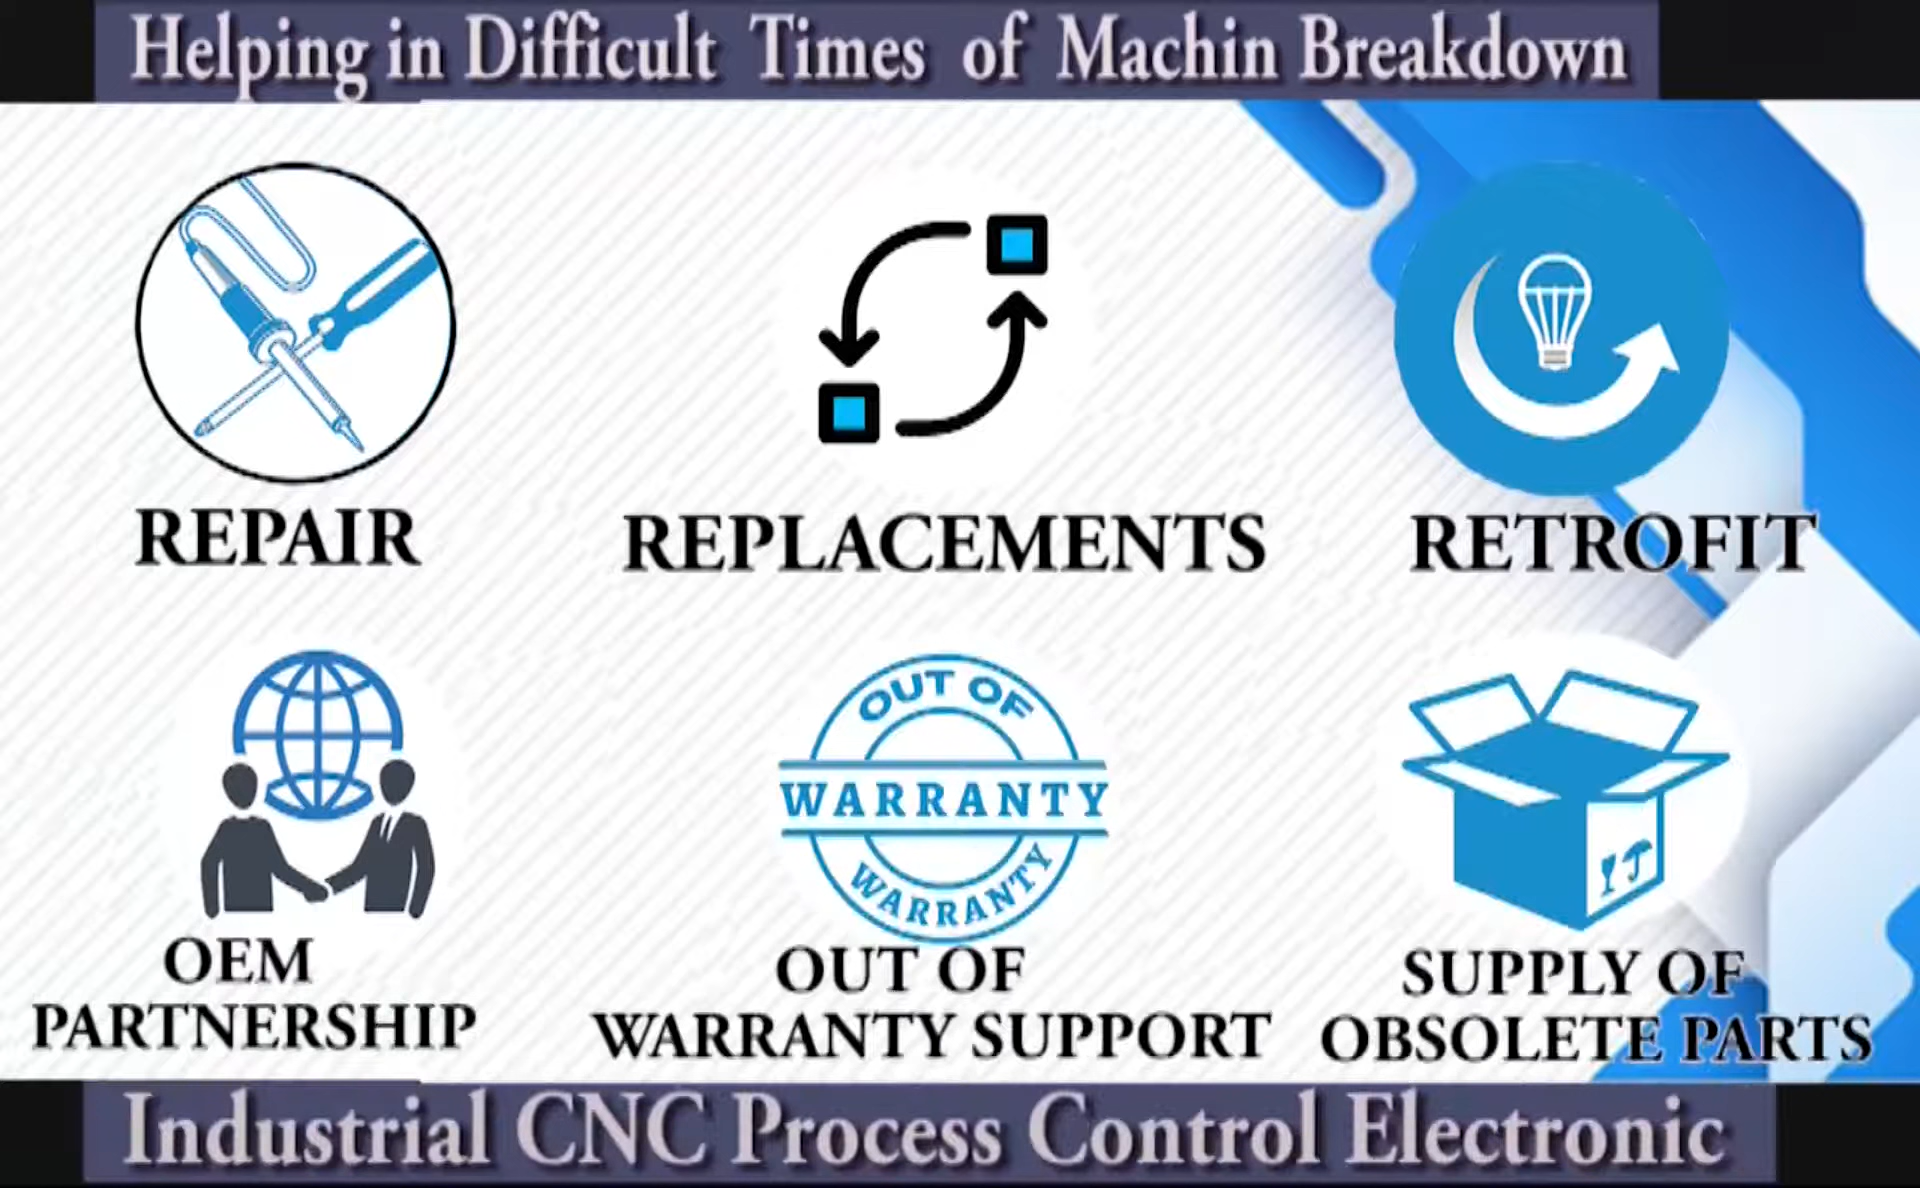 Helping in Difficult Times of Machin Breakdown
REPAIR
REPLACEMENTS
RETROFIT
OUT OF
WARRANTY
WARRANTY
OEM
PARTNERSHIP
OUT OF
WARRANTY SUPPORT
SUPPLY OF
OBSOLETE PARTS
Industrial CNC Process Control Electronic